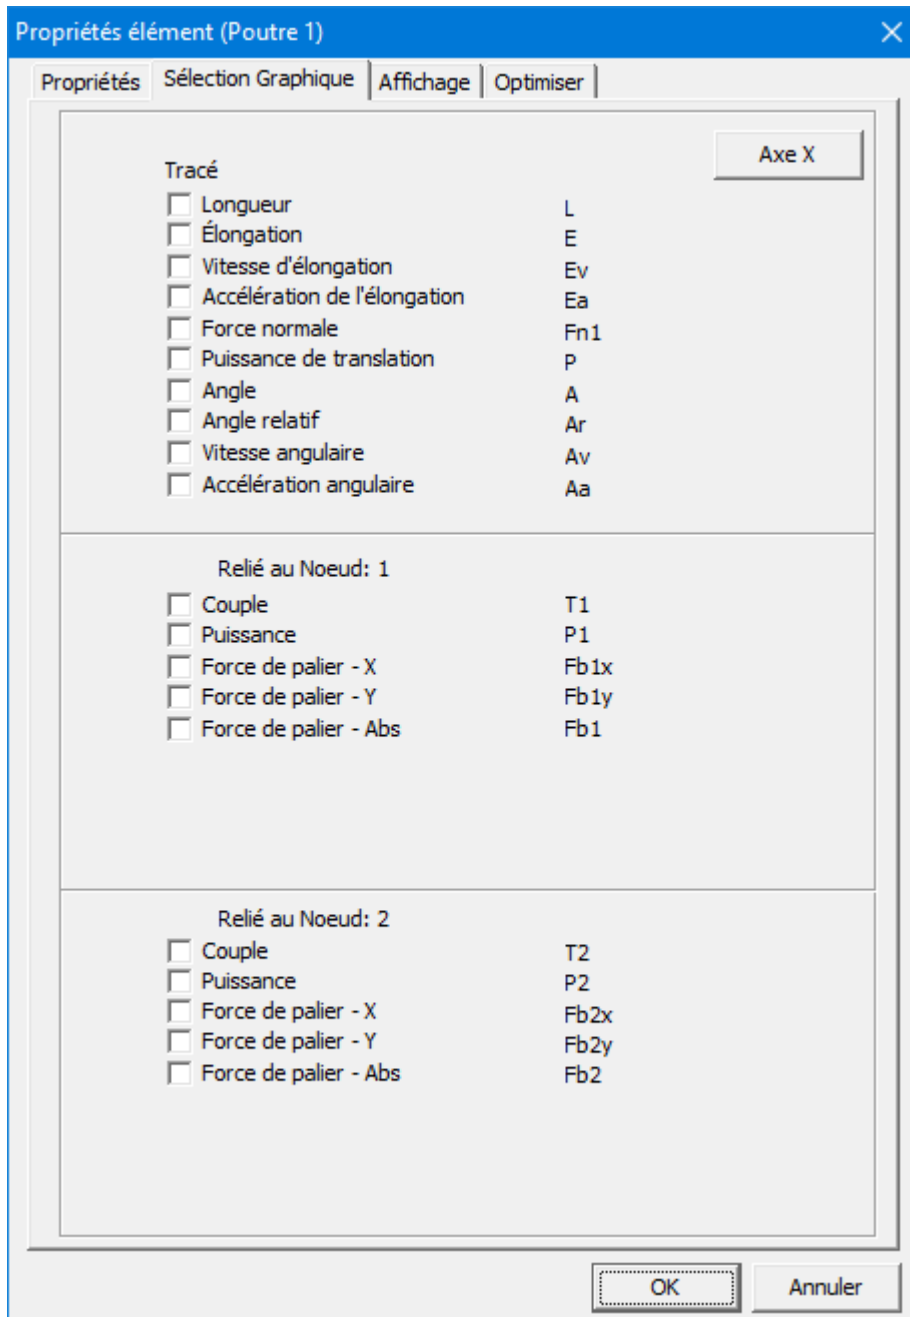 Propriétés élément (Poutre 1)
Propriétés Sélection Graphique Affichage Optimiser
Axe X
Tracé
Longueur L
Élongation E
Vitesse d'élongation Ev
Accélération de l'élongation Ea
Force normale Fn1
Puissance de translation P
Angle A
Angle relatif Ar
Vitesse angulaire Av
Accélération angulaire Aa
Relié au Noeud: 1
Couple T1
Puissance P1
Force de palier - X Fb1x
Force de palier - Y Fb1y
Force de palier - Abs Fb1
Relié au Noeud: 2
Couple T2
Puissance P2
Force de palier - X Fb2x
Force de palier - Y Fb2y
Force de palier - Abs Fb2
OK Annuler